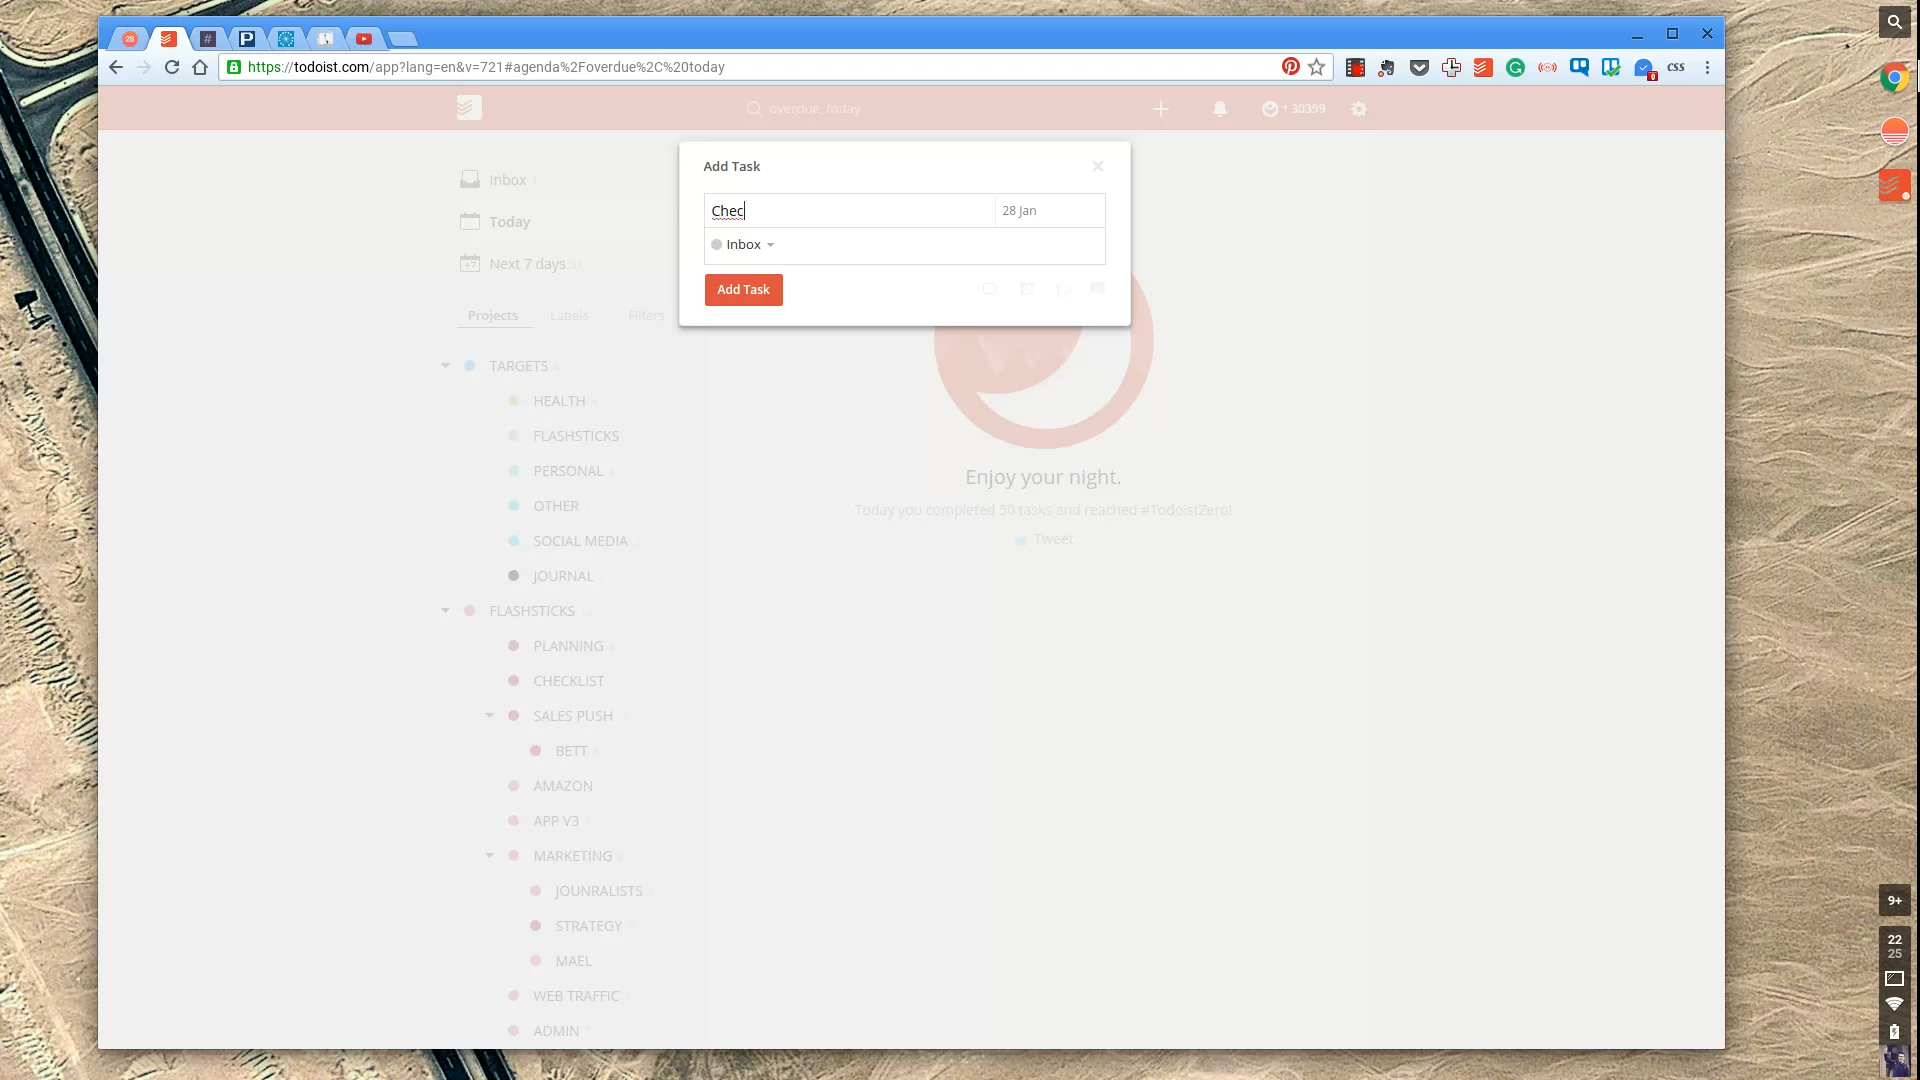 28
#
P
https://todoist.com/app?lang=en&v=721#agenda%2Foverdue%2C%20today
0
css
overdue, today
+ 30399
Add Task
Chec
28 Jan
Inbox
Add Task
Inbox
Today
+7
Next 7 days
Projects
Labels
Filters
TARGETS
HEALTH
FLASHSTICKS
PERSONAL
OTHER
SOCIAL MEDIA
JOURNAL
FLASHSTICKS
PLANNING
CHECKLIST
SALES PUSH
BETT
AMAZON
APP V3
MARKETING
JOUNRALISTS
STRATEGY
MAEL
WEB TRAFFIC
ADMIN
Enjoy your night.
Today you completed 50 tasks and reached #TodoistZero!
Tweet
9+
22
25